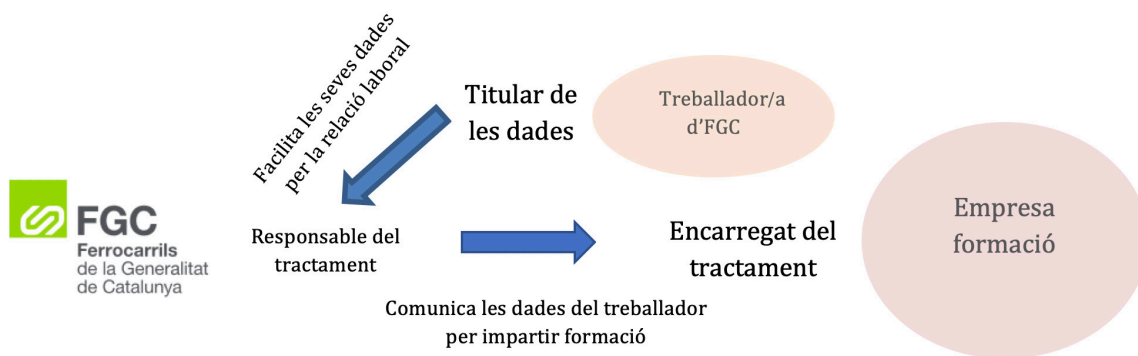 Facilita les seves dades
per la relació laboral
Titular de
les dades
Treballador/a
d’FGC
FGC
Ferrocarrils
de la Generalitat
de Catalunya
Responsable del
tractament
Encarregat del
tractament
Empresa
formació
Comunica les dades del treballador
per impartir formació